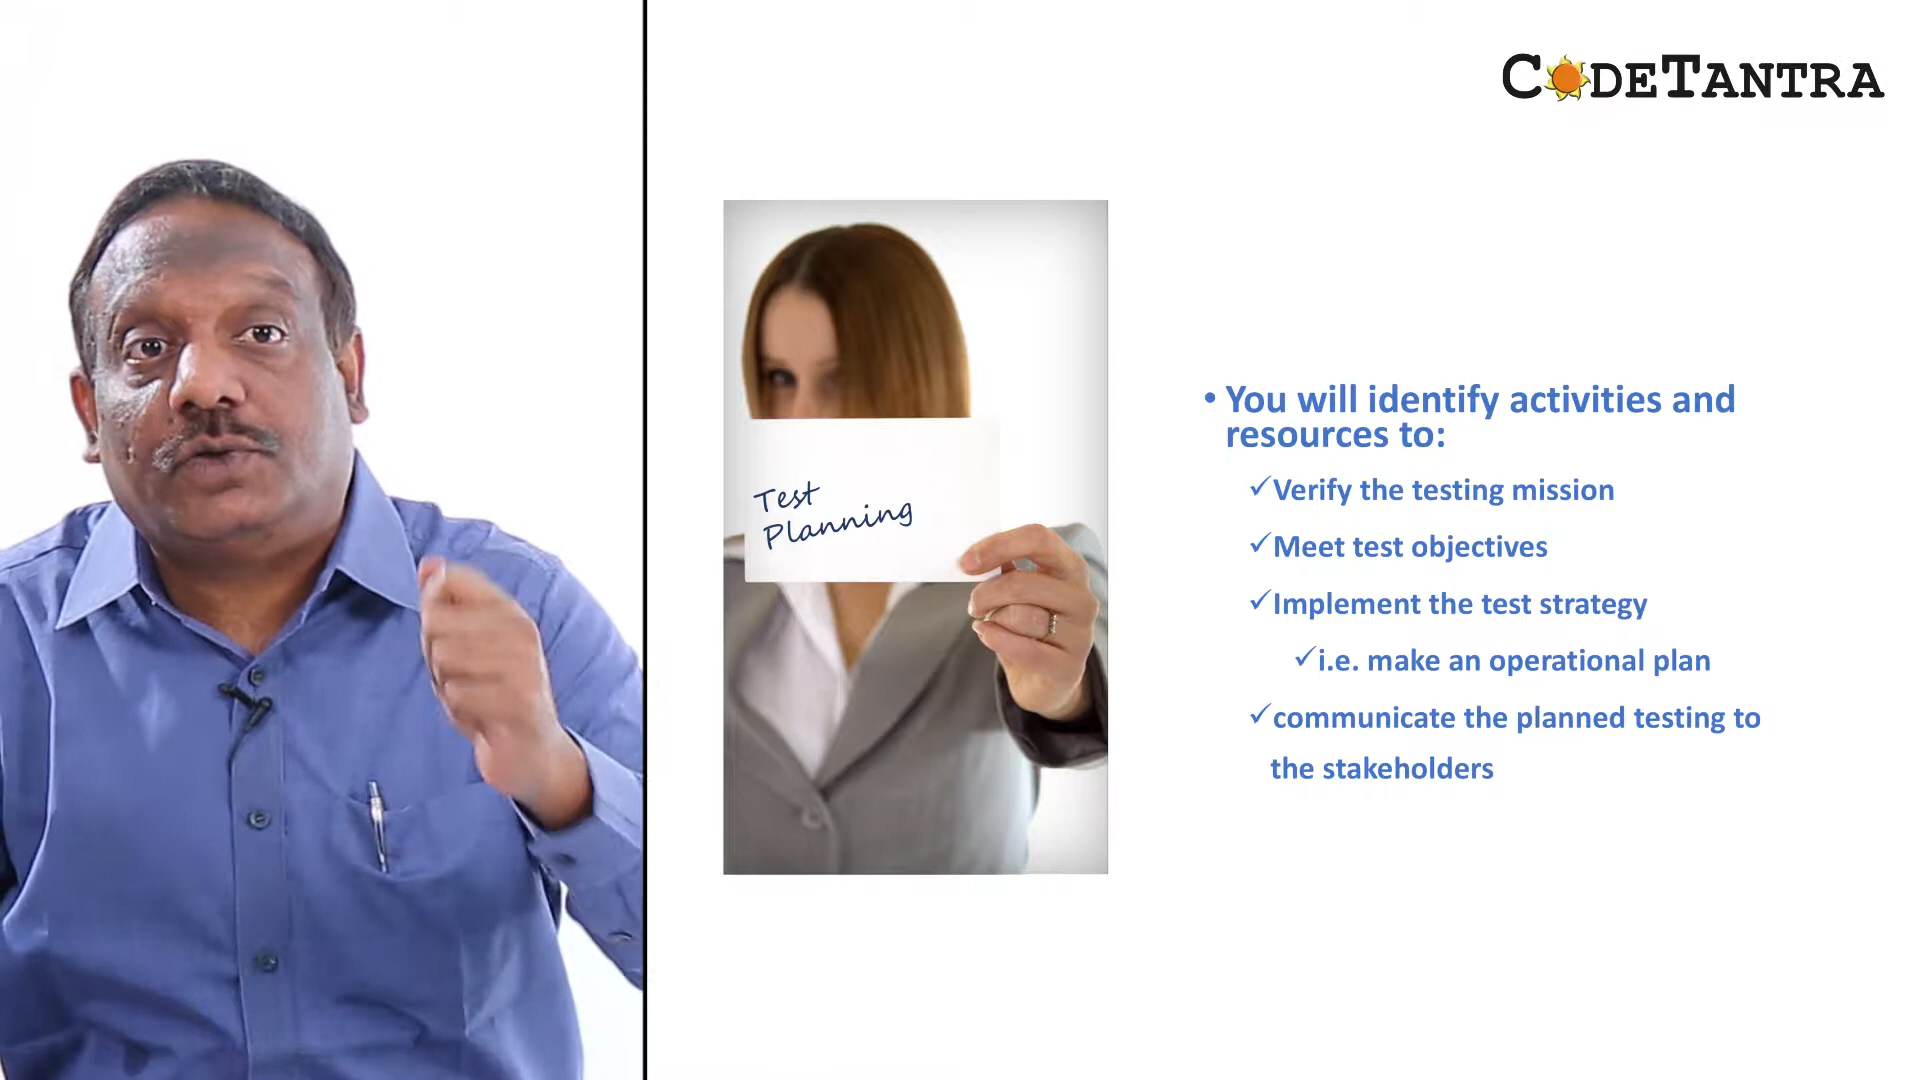 CODETANTRA
Test
Planning
• You will identify activities and
resources to:
✓Verify the testing mission
✓Meet test objectives
✓Implement the test strategy
✓i.e. make an operational plan
✓communicate the planned testing to
the stakeholders